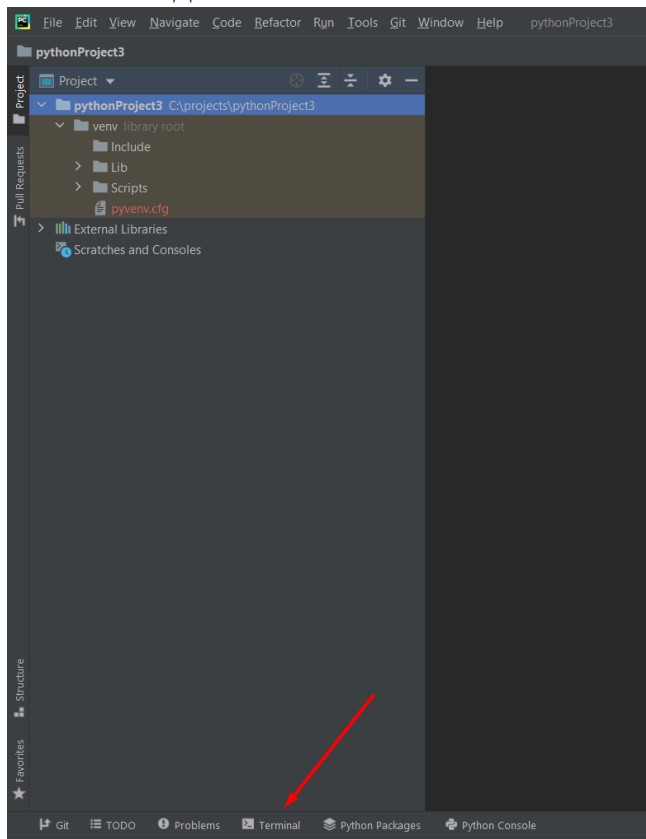 PC File Edit View Navigate Code Refactor Run Tools Git Window Help pythonProject3
pythonProject3
Project
Project
pythonProject3 C:\projects\pythonProject3
venv library root
Include
Lib
Scripts
pyvenv.cfg
External Libraries
Scratches and Consoles
Pull Requests
Structure
Favorites
Git TODO Problems Terminal Python Packages Python Console